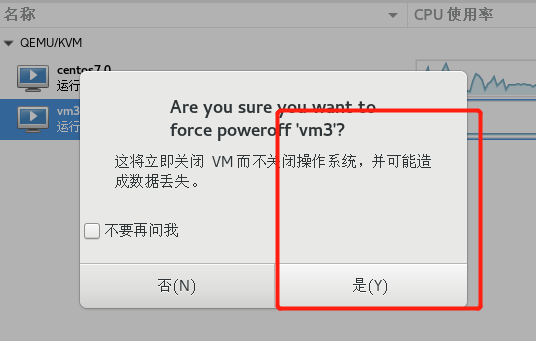 名称
CPU 使用率
QEMU/KVM
centos7.0
运行
vm3
运行
Are you sure you want to
force poweroff 'vm3'?
这将立即关闭 VM 而不关闭操作系统，并可能造
成数据丢失。
不要再问我
否(N)
是(Y)